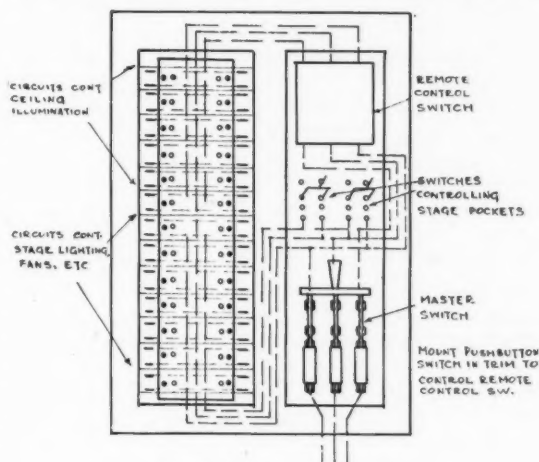 CIRCUITS CONT
CEILING
ILLUMINATION
CIRCUITS CONT.
STAGE LIGHTING
FANS, ETC
REMOTE
CONTROL
SWITCH
SWITCHES
CONTROLLING
STAGE POCKETS
MASTER
SWITCH
MOUNT PUSHBUTTON
SWITCH IN TRIM TO
CONTROL REMOTE
CONTROL SW.